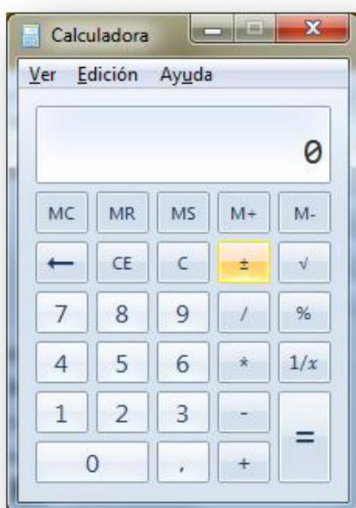 Calculadora
Ver Edición Ayuda
0
MC MR MS M+ M-
← CE C ± √
7 8 9 / %
4 5 6 * 1/x
1 2 3 - =
0 , +